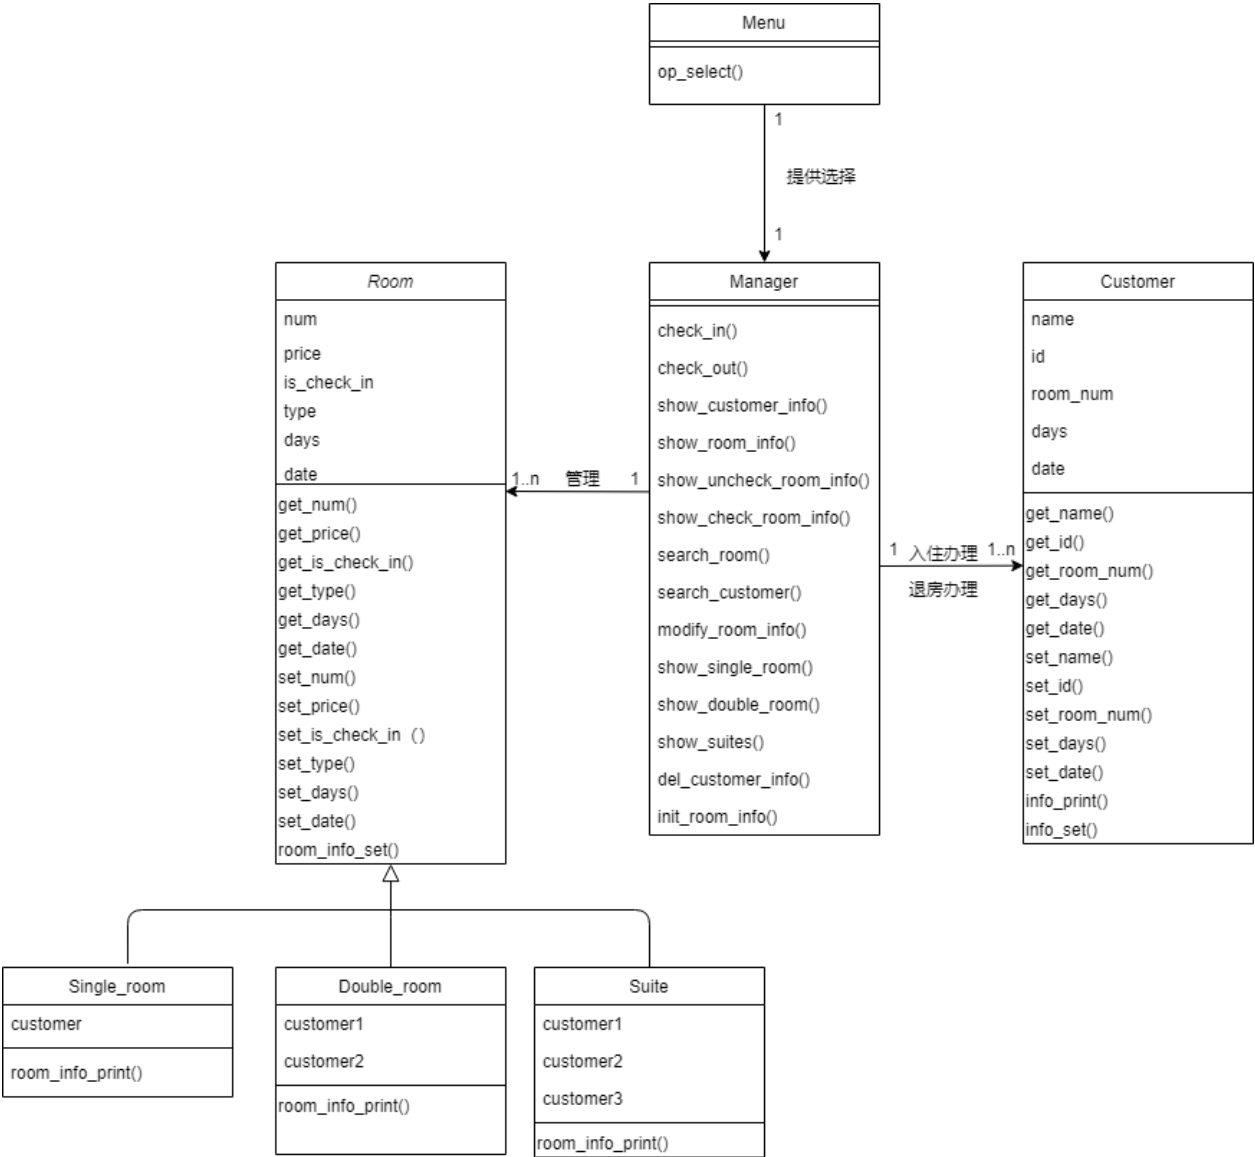 Menu
op_select()
1
提供选择
1
Room
num
price
is_check_in
type
days
date
get_num()
get_price()
get_is_check_in()
get_type()
get_days()
get_date()
set_num()
set_price()
set_is_check_in（）
set_type()
set_days()
set_date()
room_info_set()
1..n 管理 1
Manager
check_in()
check_out()
show_customer_info()
show_room_info()
show_uncheck_room_info()
show_check_room_info()
search_room()
search_customer()
modify_room_info()
show_single_room()
show_double_room()
show_suites()
del_customer_info()
init_room_info()
1 入住办理 1..n
退房办理
Customer
name
id
room_num
days
date
get_name()
get_id()
get_room_num()
get_days()
get_date()
set_name()
set_id()
set_room_num()
set_days()
set_date()
info_print()
info_set()
Single_room
customer
room_info_print()
Double_room
customer1
customer2
room_info_print()
Suite
customer1
customer2
customer3
room_info_print()